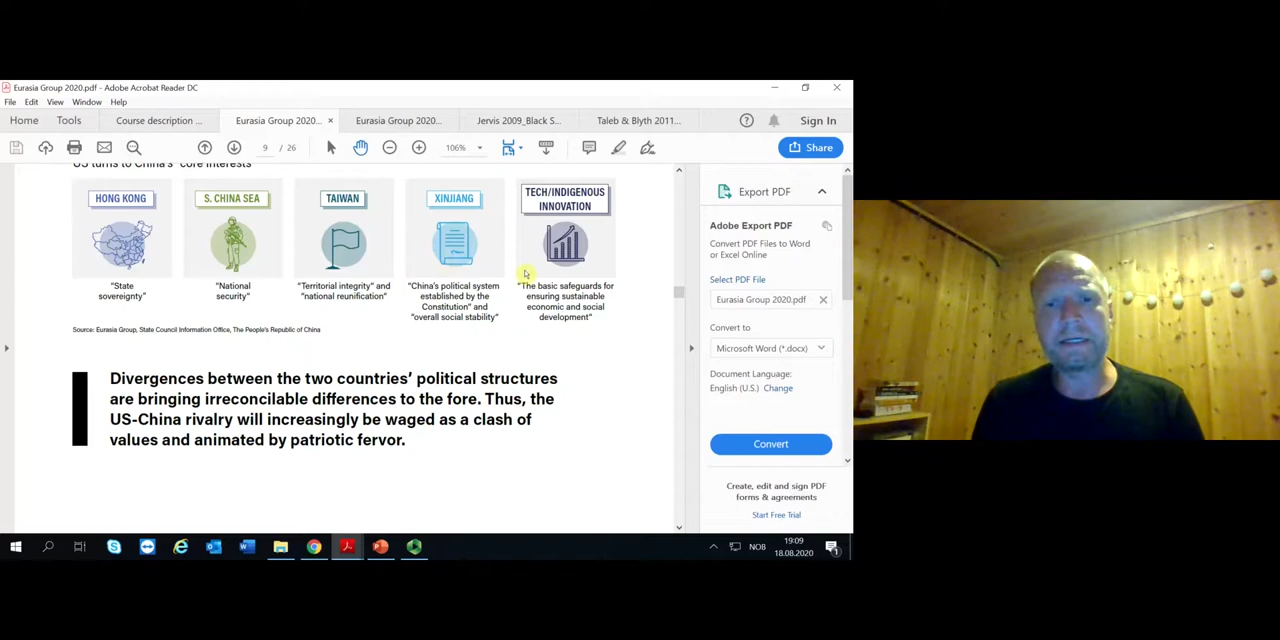 Eurasia Group 2020.pdf - Adobe Acrobat Reader DC
File Edit View Window Help
Home Tools Course description ... Eurasia Group 2020... × Eurasia Group 2020... Jervis 2009_Black S... Taleb & Blyth 2011... Sign In
9 / 26 106% Share
US turns to China's "core interests"
HONG KONG
S. CHINA SEA
TAIWAN
XINJIANG
TECH/INDIGENOUS
INNOVATION
"State
sovereignty"
"National
security"
"Territorial integrity" and
"national reunification"
"China's political system
established by the
Constitution" and
"overall social stability"
"The basic safeguards for
ensuring sustainable
economic and social
development"
Source: Eurasia Group, State Council Information Office, The People's Republic of China
Divergences between the two countries' political structures
are bringing irreconcilable differences to the fore. Thus, the
US-China rivalry will increasingly be waged as a clash of
values and animated by patriotic fervor.
Export PDF
Adobe Export PDF
Convert PDF Files to Word
or Excel Online
Select PDF File
Eurasia Group 2020.pdf
Convert to
Microsoft Word (*.docx)
Document Language:
English (U.S.) Change
Convert
Create, edit and sign PDF
forms & agreements
Start Free Trial
NOB
19:09
18.08.2020